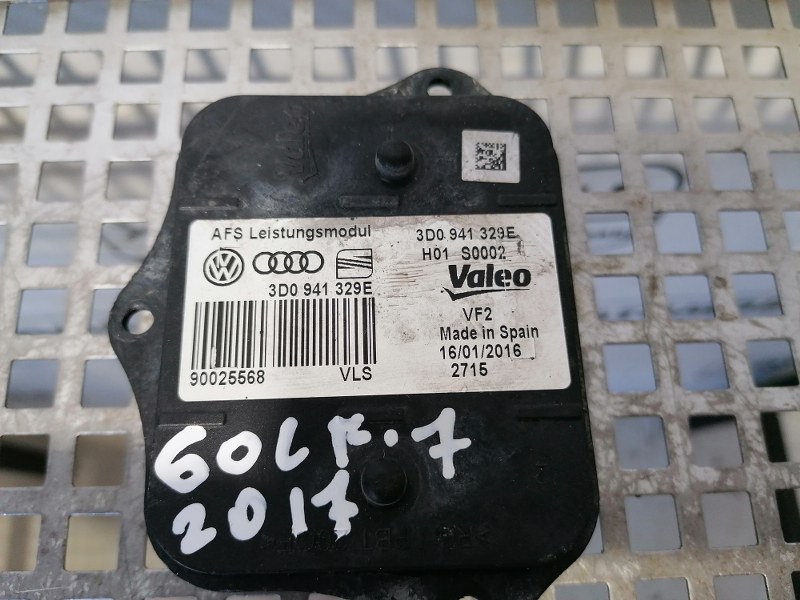 Valeo
AFS Leistungsmodul
3D0 941 329E
H01 S0002
3D0 941 329E
Valeo
VF2
Made in Spain
16/01/2016
2715
90025568
VLS
GOLF.7
2017